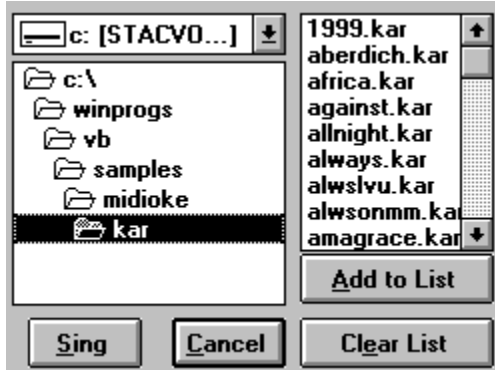 c: [STACVO...]
c:\
winprogs
vb
samples
midioke
kar
1999.kar
aberdich.kar
africa.kar
against.kar
allnight.kar
always.kar
alwslvu.kar
alwsonmm.kar
amagrace.kar
Add to List
Sing
Cancel
Clear List